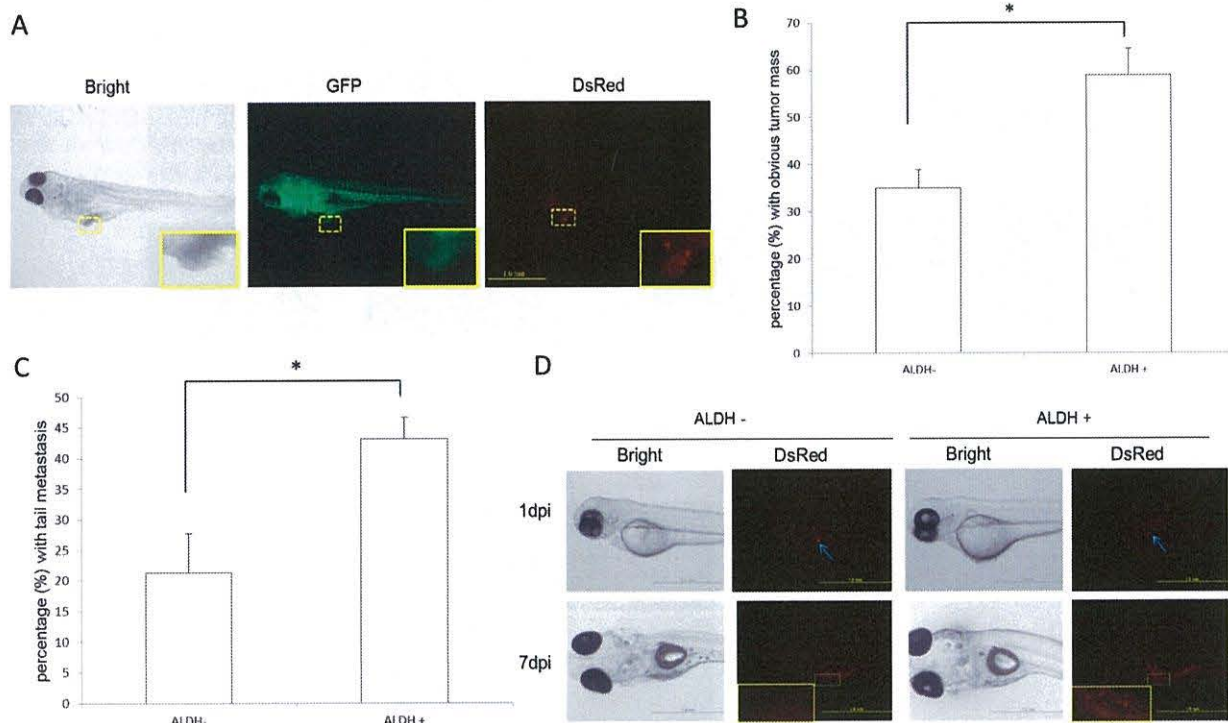 A
Bright GFP DsRed
B
percentage (%) with obvious tumor mass
70
60
50
40
30
20
10
0
*
ALDH- ALDH +
C
percentage (%) with tail metastasis
50
45
40
35
30
25
20
15
10
5
0
*
ALDH- ALDH +
D
ALDH - ALDH +
Bright DsRed Bright DsRed
1dpi
7dpi